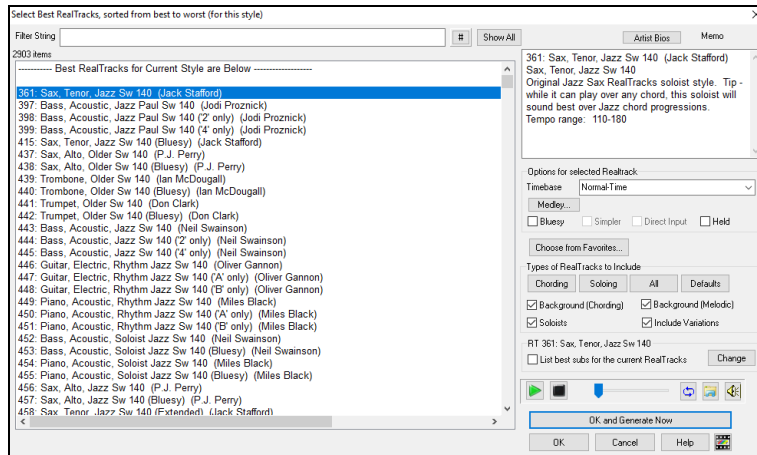 Select Best RealTracks, sorted from best to worst (for this style)
Filter String
#
Show All
2903 items
----------- Best RealTracks for Current Style are Below -------------------
361: Sax, Tenor, Jazz Sw 140 (Jack Stafford)
397: Bass, Acoustic, Jazz Paul Sw 140 (Jodi Proznick)
398: Bass, Acoustic, Jazz Paul Sw 140 ('2' only) (Jodi Proznick)
399: Bass, Acoustic, Jazz Paul Sw 140 ('4' only) (Jodi Proznick)
415: Sax, Tenor, Jazz Sw 140 (Bluesy) (Jack Stafford)
437: Sax, Alto, Older Sw 140 (P.J. Perry)
438: Sax, Alto, Older Sw 140 (Bluesy) (P.J. Perry)
439: Trombone, Older Sw 140 (Ian McDougall)
440: Trombone, Older Sw 140 (Bluesy) (Ian McDougall)
441: Trumpet, Older Sw 140 (Don Clark)
442: Trumpet, Older Sw 140 (Bluesy) (Don Clark)
443: Bass, Acoustic, Jazz Sw 140 (Neil Swainson)
444: Bass, Acoustic, Jazz Sw 140 ('2' only) (Neil Swainson)
445: Bass, Acoustic, Jazz Sw 140 ('4' only) (Neil Swainson)
446: Guitar, Electric, Rhythm Jazz Sw 140 (Oliver Gannon)
447: Guitar, Electric, Rhythm Jazz Sw 140 ('A' only) (Oliver Gannon)
448: Guitar, Electric, Rhythm Jazz Sw 140 ('B' only) (Oliver Gannon)
449: Piano, Acoustic, Rhythm Jazz Sw 140 (Miles Black)
450: Piano, Acoustic, Rhythm Jazz Sw 140 ('A' only) (Miles Black)
451: Piano, Acoustic, Rhythm Jazz Sw 140 ('B' only) (Miles Black)
452: Bass, Acoustic, Soloist Jazz Sw 140 (Neil Swainson)
453: Bass, Acoustic, Soloist Jazz Sw 140 (Bluesy) (Neil Swainson)
454: Piano, Acoustic, Soloist Jazz Sw 140 (Miles Black)
455: Piano, Acoustic, Soloist Jazz Sw 140 (Bluesy) (Miles Black)
456: Sax, Alto, Jazz Sw 140 (P.J. Perry)
457: Sax, Alto, Jazz Sw 140 (Bluesy) (P.J. Perry)
458: Sax, Tenor, Jazz Sw 140 (Extended) (Jack Stafford)
Artist Bios
Memo
361: Sax, Tenor, Jazz Sw 140 (Jack Stafford)
Sax, Tenor, Jazz Sw 140
Original Jazz Sax RealTracks soloist style. Tip -
while it can play over any chord, this soloist will
sound best over Jazz chord progressions.
Tempo range: 110-180
Options for selected Realtrack
Timebase
Normal-Time
Medley...
Bluesy
Simpler
Direct Input
Held
Choose from Favorites...
Types of RealTracks to Include
Chording
Soloing
All
Defaults
Background (Chording)
Background (Melodic)
Soloists
Include Variations
RT 361: Sax, Tenor, Jazz Sw 140
List best subs for the current RealTracks
Change
OK and Generate Now
OK
Cancel
Help